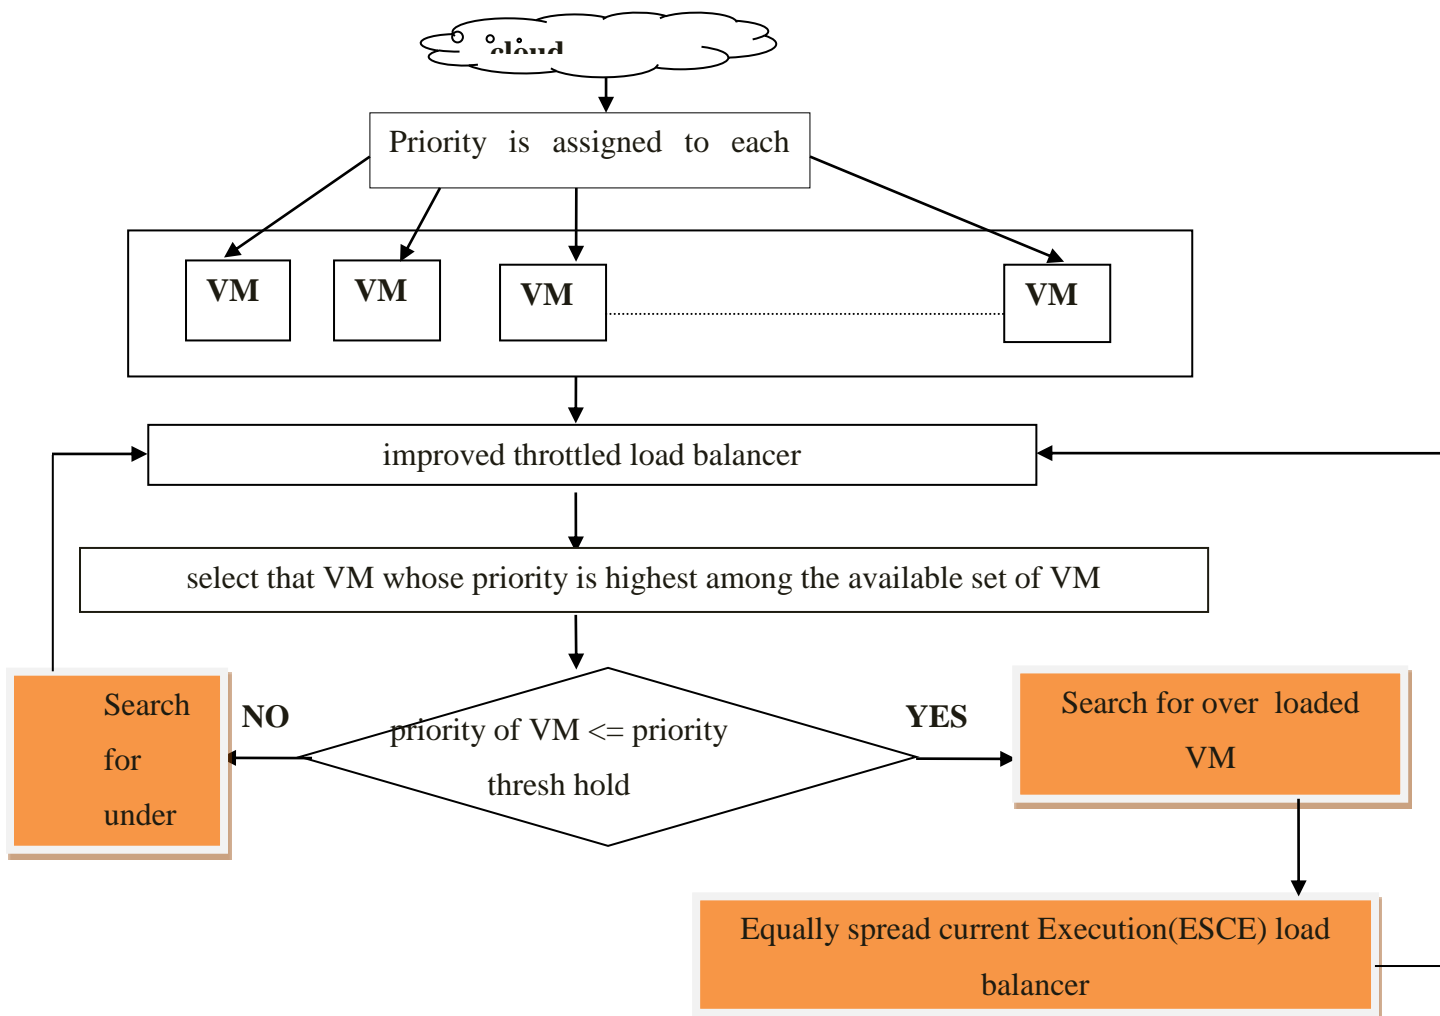 cloud
Priority is assigned to each
VM VM VM VM
improved throttled load balancer
select that VM whose priority is highest among the available set of VM
Search
for
under
NO
priority of VM <= priority
thresh hold
YES
Search for over loaded
VM
Equally spread current Execution(ESCE) load
balancer